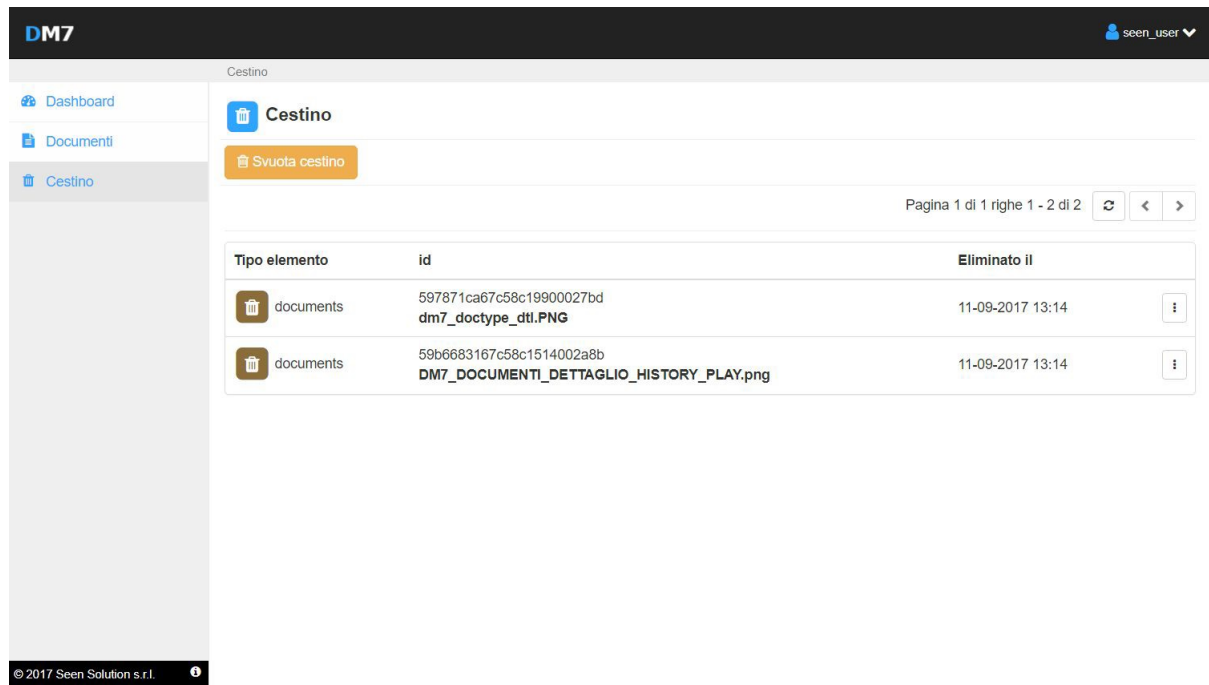 DM7
seen_user
Cestino
Dashboard
Documenti
Cestino
Cestino
Svuota cestino
Pagina 1 di 1 righe 1 - 2 di 2
Tipo elemento id Eliminato il
documents 597871ca67c58c19900027bd
dm7_doctype_dtl.PNG 11-09-2017 13:14
documents 59b6683167c58c1514002a8b
DM7_DOCUMENTI_DETTAGLIO_HISTORY_PLAY.png 11-09-2017 13:14
© 2017 Seen Solution s.r.l.